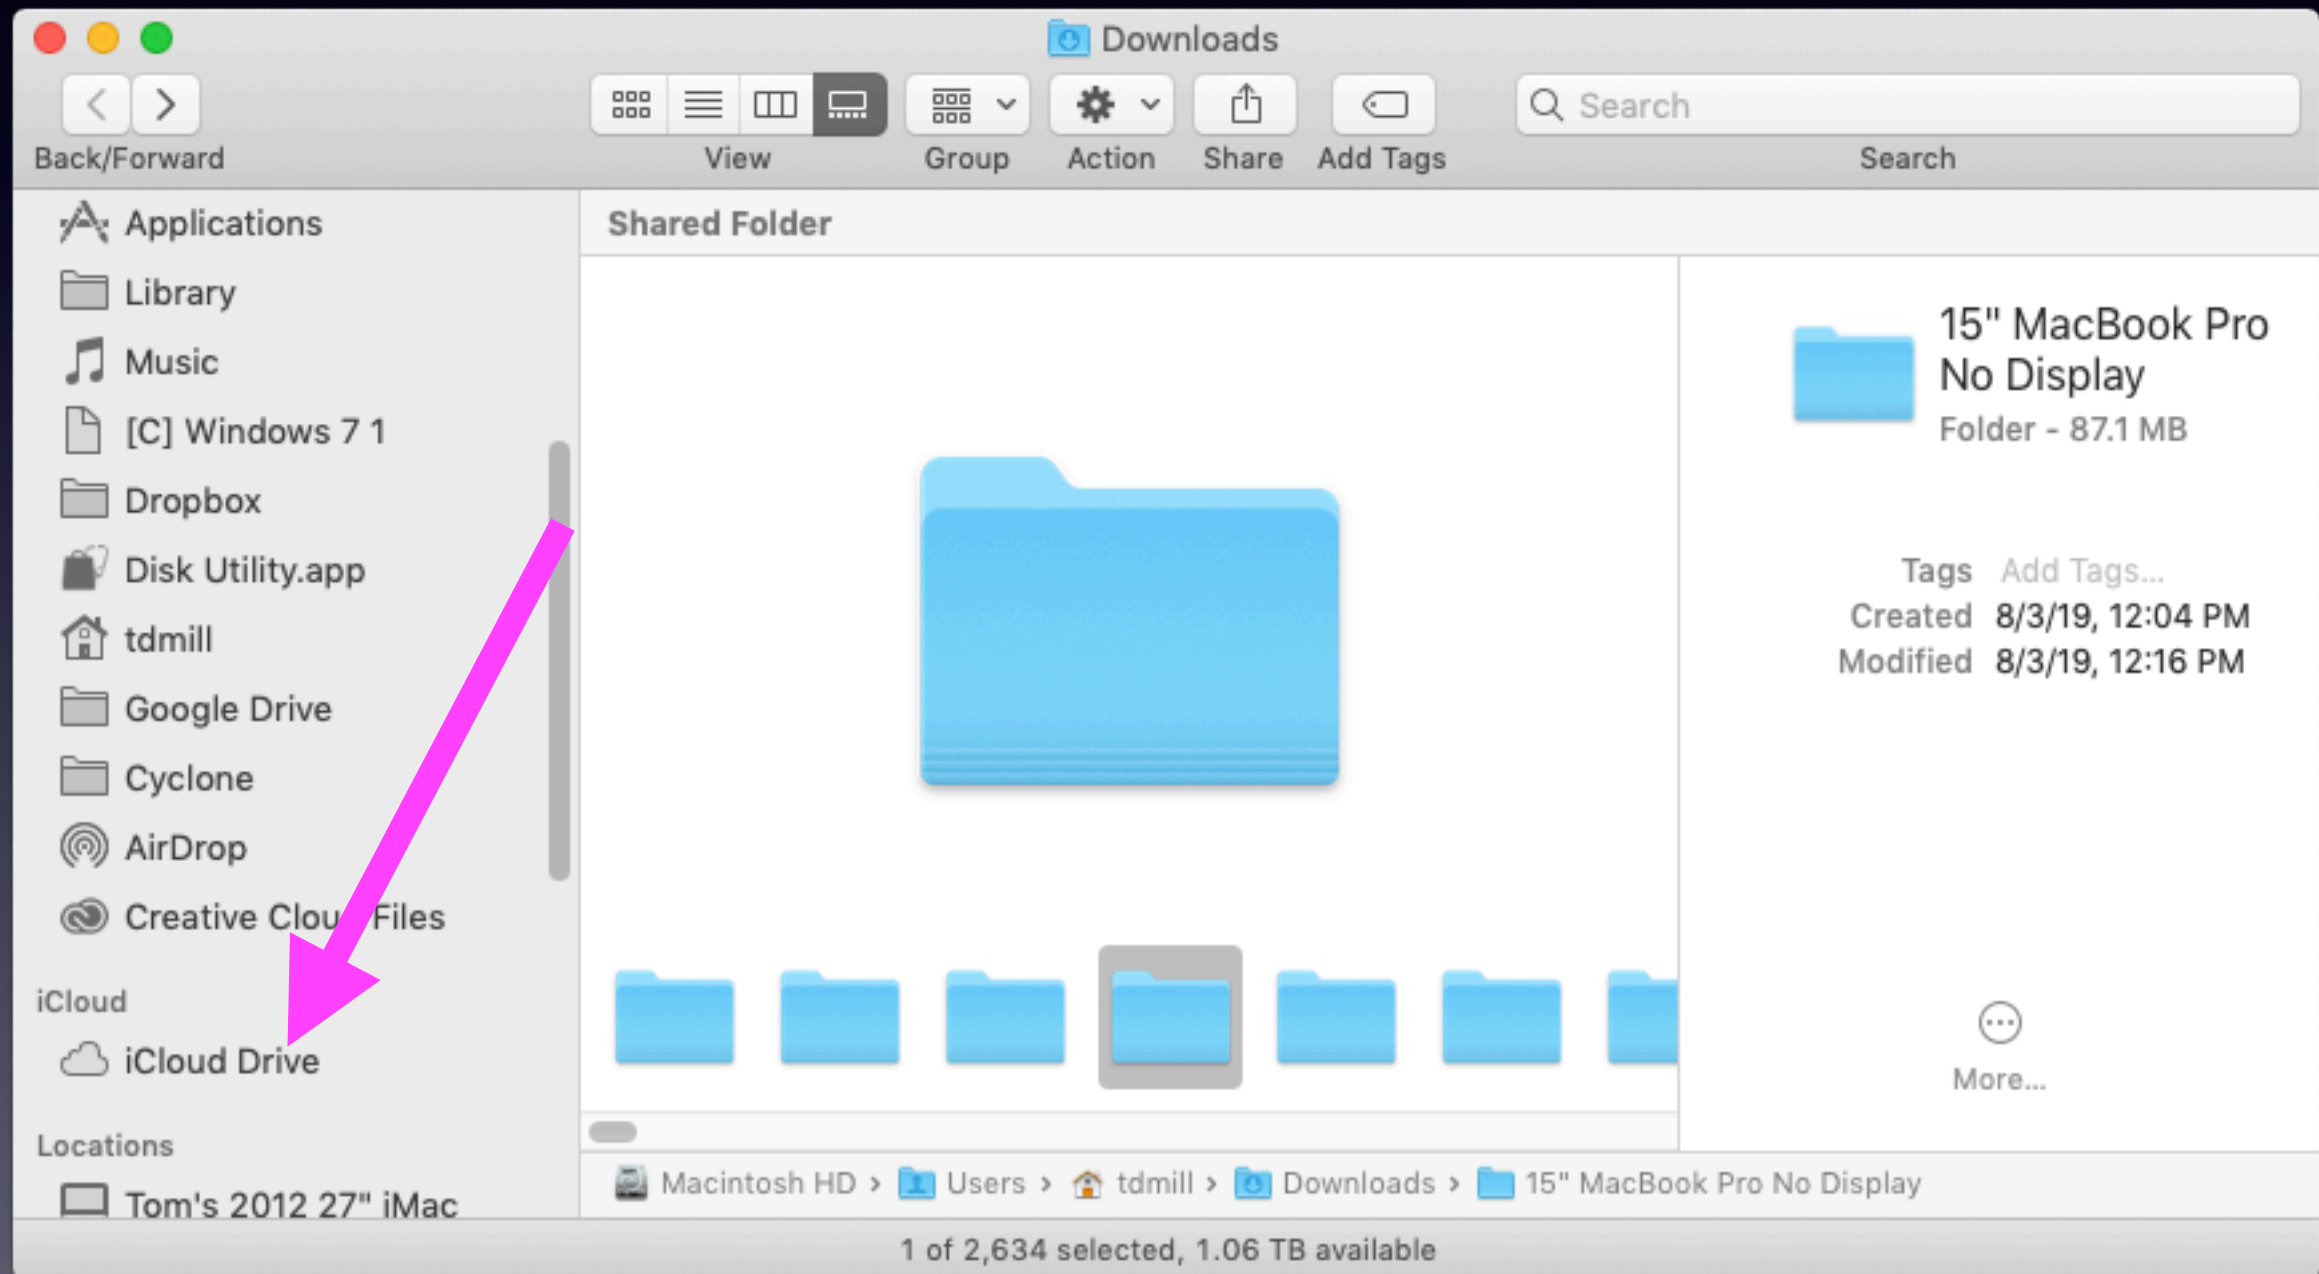 Downloads
Back/Forward
View
Group
Action
Share
Add Tags
Search
Search
Applications
Library
Music
[C] Windows 7 1
Dropbox
Disk Utility.app
tdmill
Google Drive
Cyclone
AirDrop
Creative Clou Files
iCloud
iCloud Drive
Locations
Tom's 2012 27" iMac
Shared Folder
15" MacBook Pro
No Display
Folder - 87.1 MB
Tags Add Tags...
Created 8/3/19, 12:04 PM
Modified 8/3/19, 12:16 PM
More...
Macintosh HD › Users › tdmill › Downloads › 15" MacBook Pro No Display
1 of 2,634 selected, 1.06 TB available